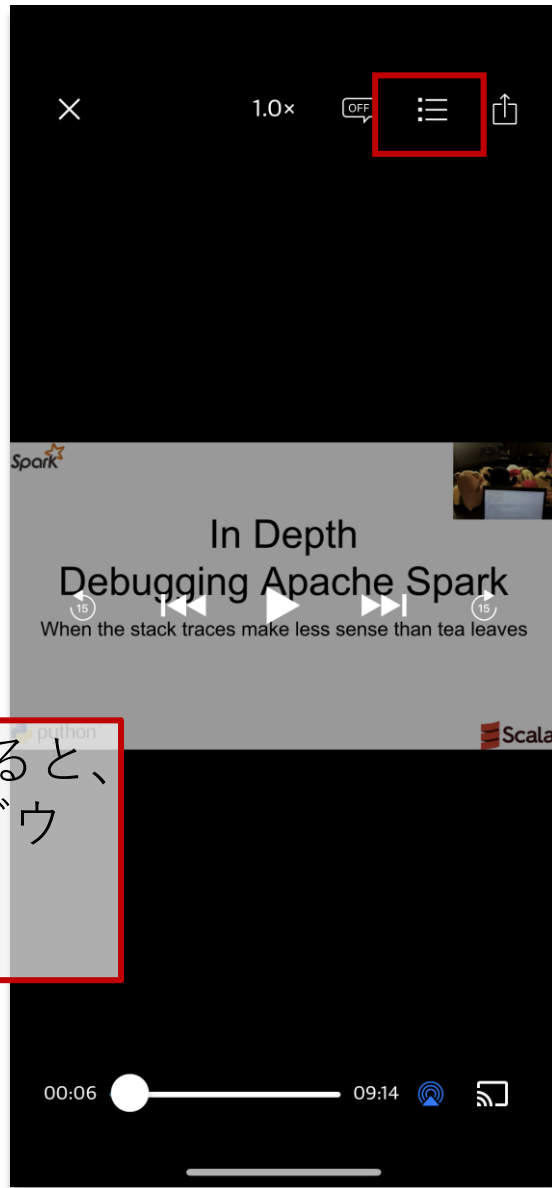 1.0×
OFF
Spark
In Depth
Debugging Apache Spark
15
15
When the stack traces make less sense than tea leaves
python
Scala
ると、
ウ
00:06
09:14